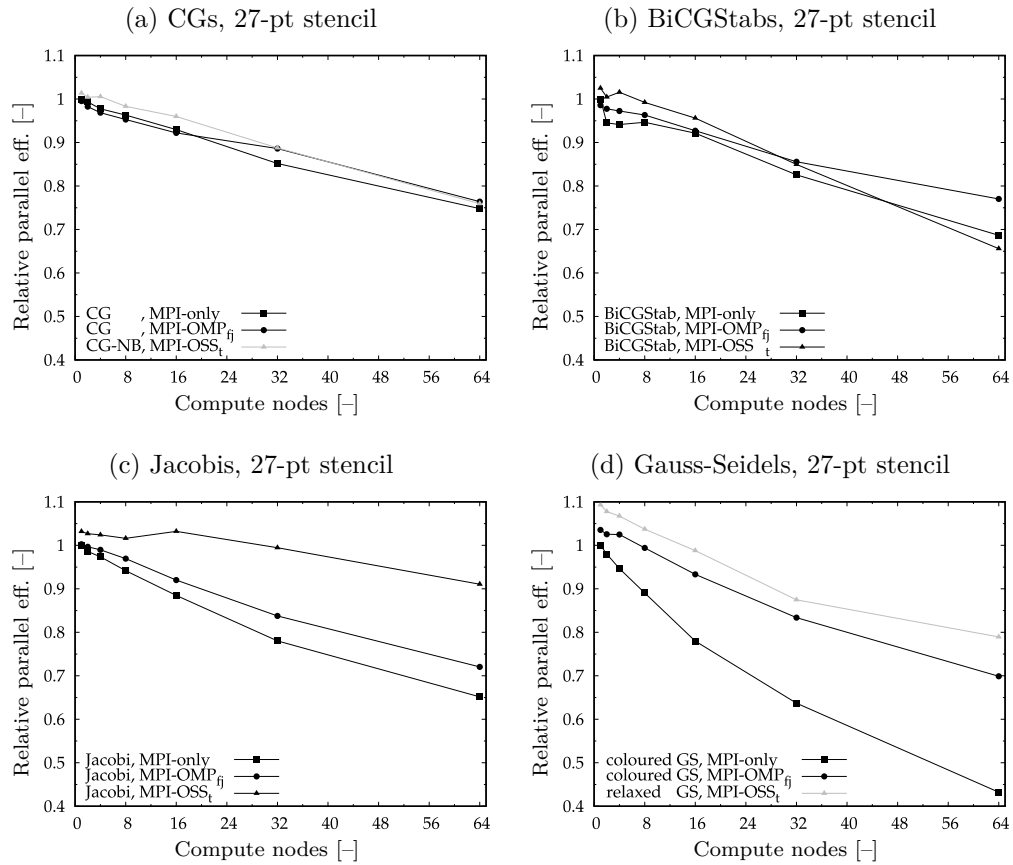 (a) CGs, 27-pt stencil
Relative parallel eff. [–]
1.1
1
0.9
0.8
0.7
0.6
0.5
0.4
CG , MPI-only
CG , MPI-OMPfj
CG-NB, MPI-OSSt
0 8 16 24 32 40 48 56 64
Compute nodes [–]
(b) BiCGStabs, 27-pt stencil
Relative parallel eff. [–]
1.1
1
0.9
0.8
0.7
0.6
0.5
0.4
BiCGStab, MPI-only
BiCGStab, MPI-OMPfj
BiCGStab, MPI-OSS t
0 8 16 24 32 40 48 56 64
Compute nodes [–]
(c) Jacobis, 27-pt stencil
Relative parallel eff. [–]
1.1
1
0.9
0.8
0.7
0.6
0.5
0.4
Jacobi, MPI-only
Jacobi, MPI-OMPfj
Jacobi, MPI-OSSt
0 8 16 24 32 40 48 56 64
Compute nodes [–]
(d) Gauss-Seidels, 27-pt stencil
Relative parallel eff. [–]
1.1
1
0.9
0.8
0.7
0.6
0.5
0.4
coloured GS, MPI-only
coloured GS, MPI-OMPfj
relaxed GS, MPI-OSSt
0 8 16 24 32 40 48 56 64
Compute nodes [–]